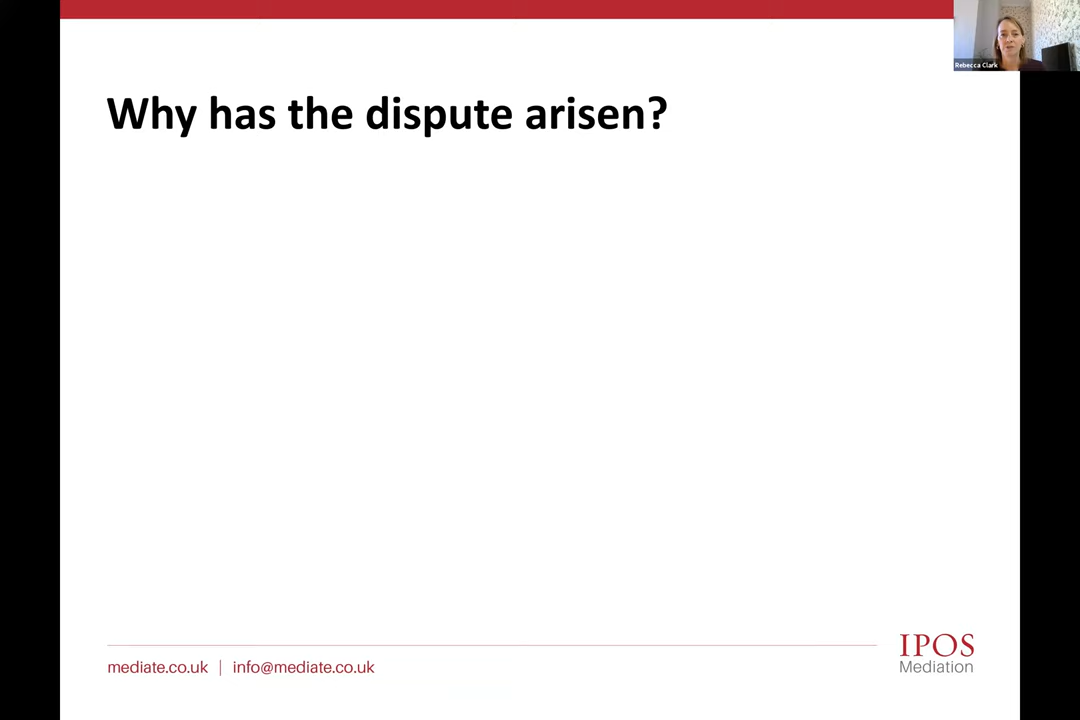 Rebecca Clark
Why has the dispute arisen?
mediate.co.uk | info@mediate.co.uk
IPOS
Mediation